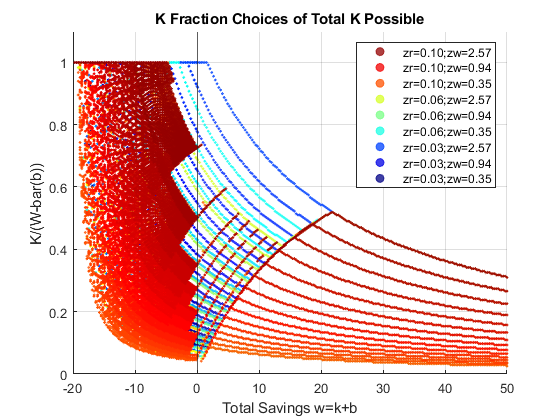 K Fraction Choices of Total K Possible
1
0.8
0.6
0.4
0.2
0
K/(W-bar(b))
zr=0.10;zw=2.57
zr=0.10;zw=0.94
zr=0.10;zw=0.35
zr=0.06;zw=2.57
zr=0.06;zw=0.94
zr=0.06;zw=0.35
zr=0.03;zw=2.57
zr=0.03;zw=0.94
zr=0.03;zw=0.35
-20 -10 0 10 20 30 40 50
Total Savings w=k+b